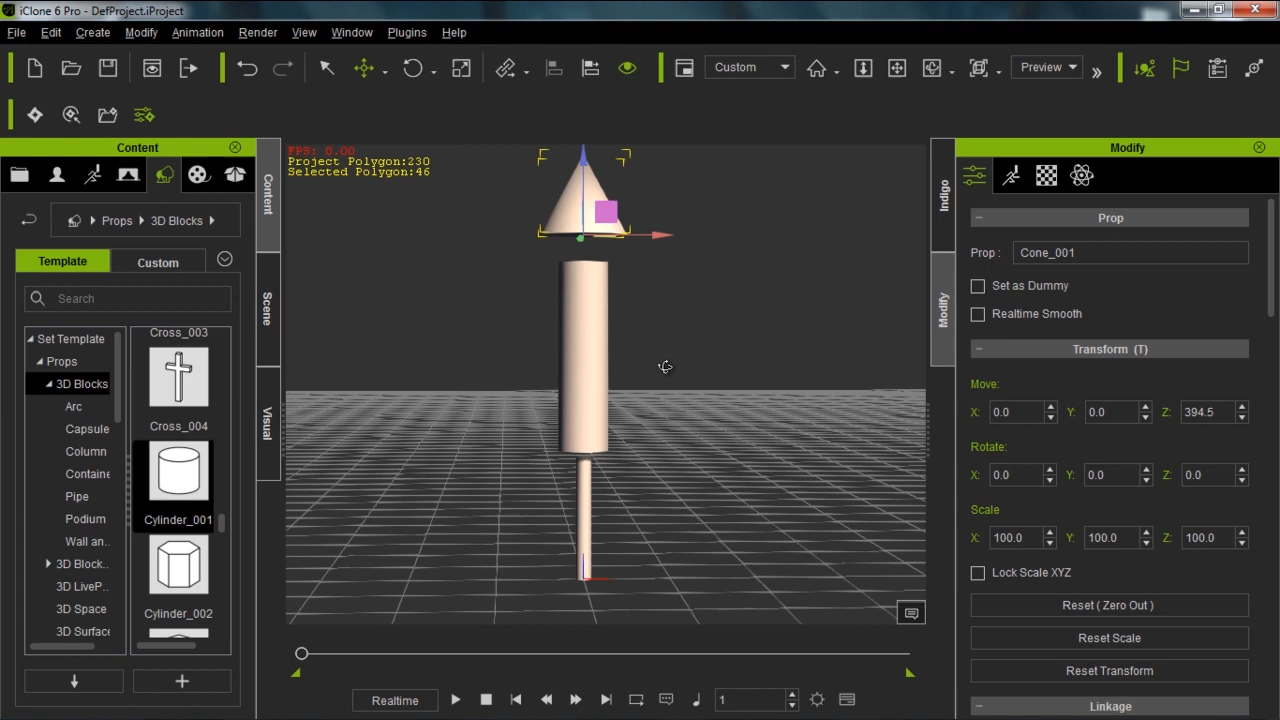 iClone 6 Pro - DefProject.iProject
File Edit Create Modify Animation Render View Window Plugins Help
Custom
Preview
Content
Props
3D Blocks
Template
Custom
Search
Set Template
Props
3D Blocks
Arc
Capsule
Column
Containe
Pipe
Podium
Wall an..
3D Block..
3D LiveP..
3D Space
3D Surface
Cross_003
Cross_004
Cylinder_001
Cylinder_002
Content
Scene
Visual
FPS: 0.00
Project Polygon:230
Selected Polygon:46
Realtime
1
Indigo
Modify
Modify
Prop
Prop : Cone_001
Set as Dummy
Realtime Smooth
Transform (T)
Move:
X: 0.0 Y: 0.0 Z: 394.5
Rotate:
X: 0.0 Y: 0.0 Z: 0.0
Scale
X: 100.0 Y: 100.0 Z: 100.0
Lock Scale XYZ
Reset ( Zero Out )
Reset Scale
Reset Transform
Linkage